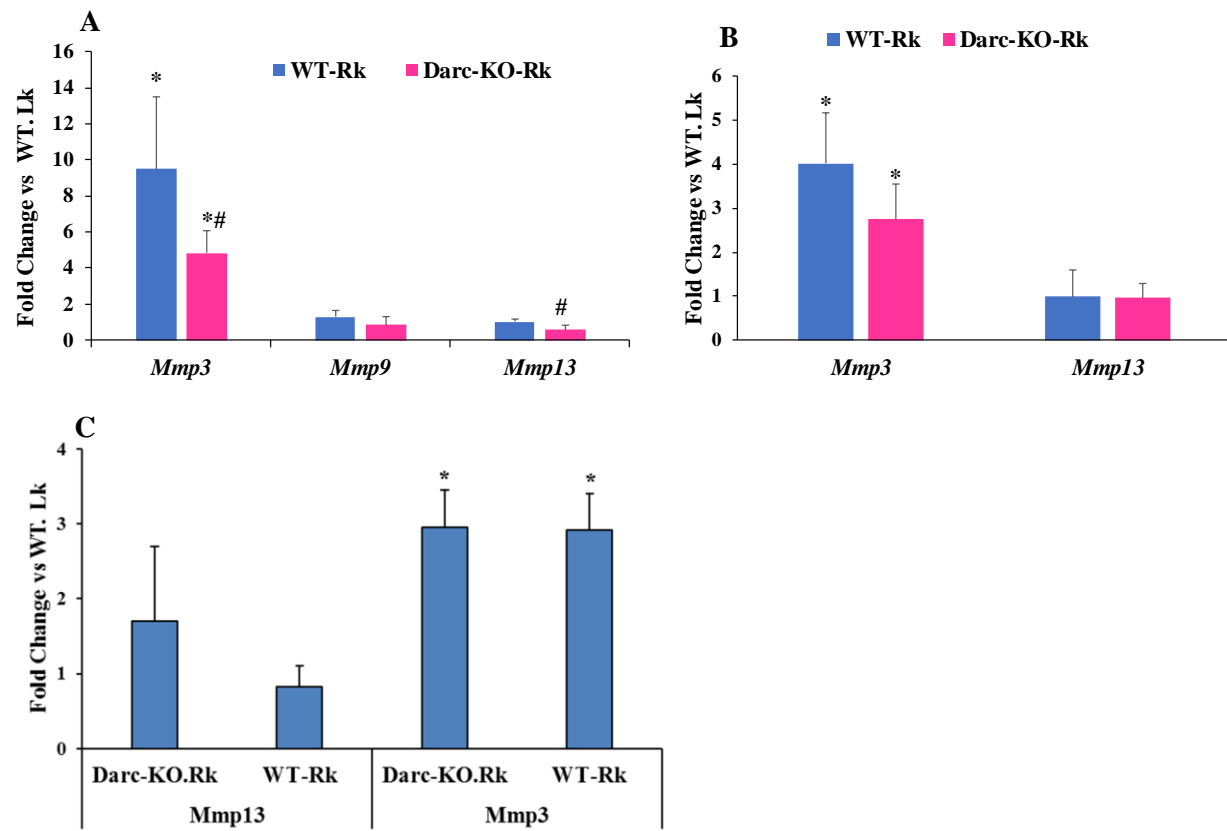 A
WT-Rk Darc-KO-Rk
Fold Change vs WT. Lk
16
14
12
10
8
6
4
2
0
*
*#
#
Mmp3 Mmp9 Mmp13
B
WT-Rk Darc-KO-Rk
Fold Change vs WT. Lk
6
5
4
3
2
1
0
*
*
Mmp3 Mmp13
C
Fold Change vs WT. Lk
4
3
2
1
0
* *
Darc-KO.Rk WT-Rk Darc-KO.Rk WT-Rk
Mmp13 Mmp3